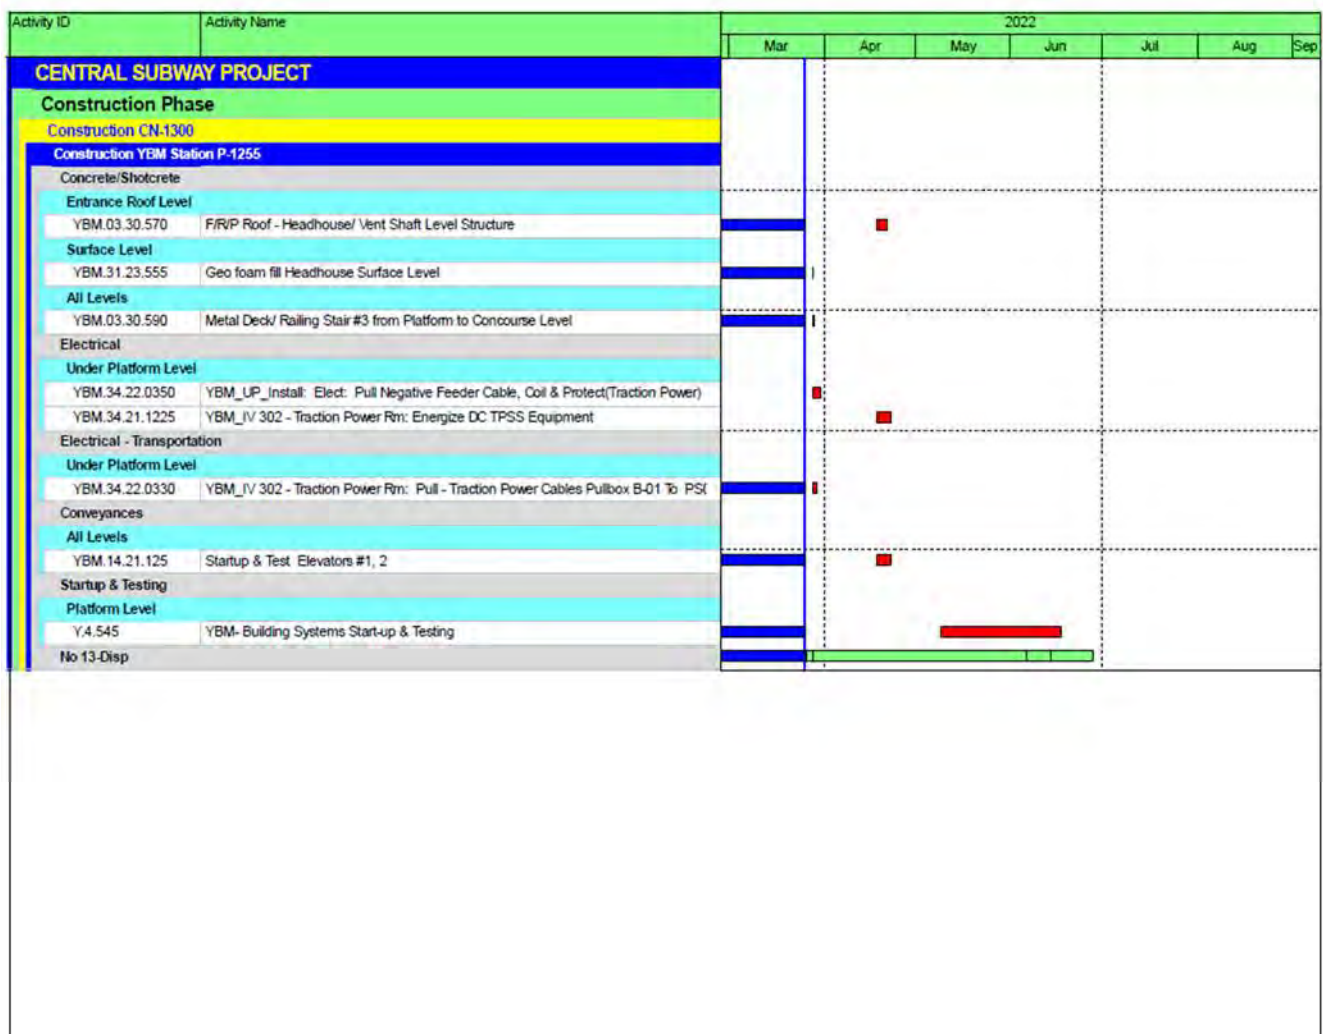 Activity ID Activity Name 2022
Mar Apr May Jun Jul Aug Sep
CENTRAL SUBWAY PROJECT
Construction Phase
Construction CN-1300
Construction YBM Station P-1255
Concrete/Shotcrete
Entrance Roof Level
YBM.03.30.570 F/R/P Roof - Headhouse/ Vent Shaft Level Structure
Surface Level
YBM.31.23.555 Geo foam fill Headhouse Surface Level
All Levels
YBM.03.30.590 Metal Deck/ Railing Stair #3 from Platform to Concourse Level
Electrical
Under Platform Level
YBM.34.22.0350 YBM_UP_Install: Elect: Pull Negative Feeder Cable, Coil & Protect(Traction Power)
YBM.34.21.1225 YBM_IV 302 - Traction Power Rm: Energize DC TPSS Equipment
Electrical - Transportation
Under Platform Level
YBM.34.22.0330 YBM_IV 302 - Traction Power Rm: Pull - Traction Power Cables Pullbox B-01 To
Conveyances
All Levels
YBM.14.21.125 Startup & Test Elevators #1, 2
Startup & Testing
Platform Level
Y.4.545 YBM- Building Systems Start-up & Testing
No 13-Disp